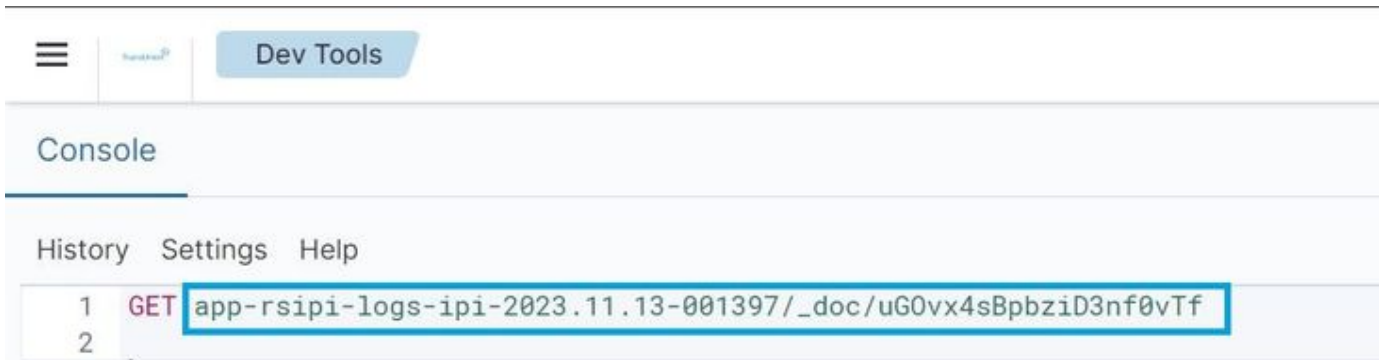 Dev Tools
Console
History Settings Help
1 GET app-rsipi-logs-ipi-2023.11.13-001397/_doc/uGOvx4sBpbziD3nf0vTf
2